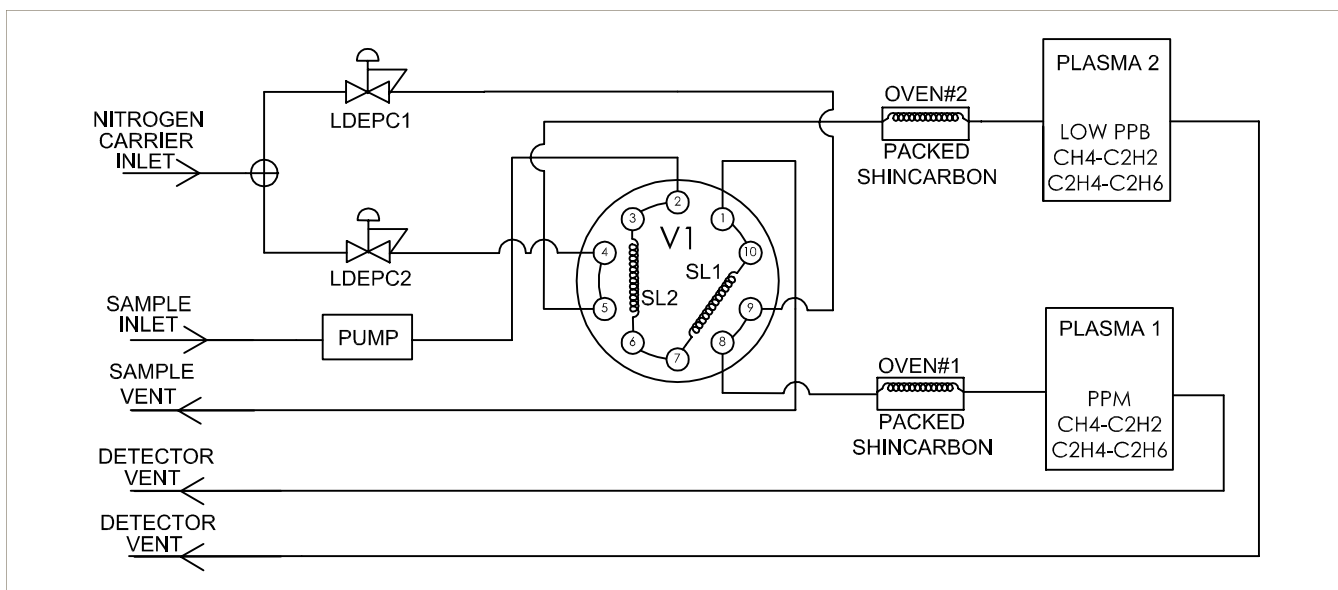 LDEPC1
NITROGEN
CARRIER
INLET
LDEPC2
SAMPLE
INLET
PUMP
SAMPLE
VENT
DETECTOR
VENT
DETECTOR
VENT
V1
2
3
1
4
10
SL1
SL2
5
9
6
8
7
OVEN#2
PACKED
SHINCARBON
PLASMA 2
LOW PPB
CH4-C2H2
C2H4-C2H6
OVEN#1
PACKED
SHINCARBON
PLASMA 1
PPM
CH4-C2H2
C2H4-C2H6